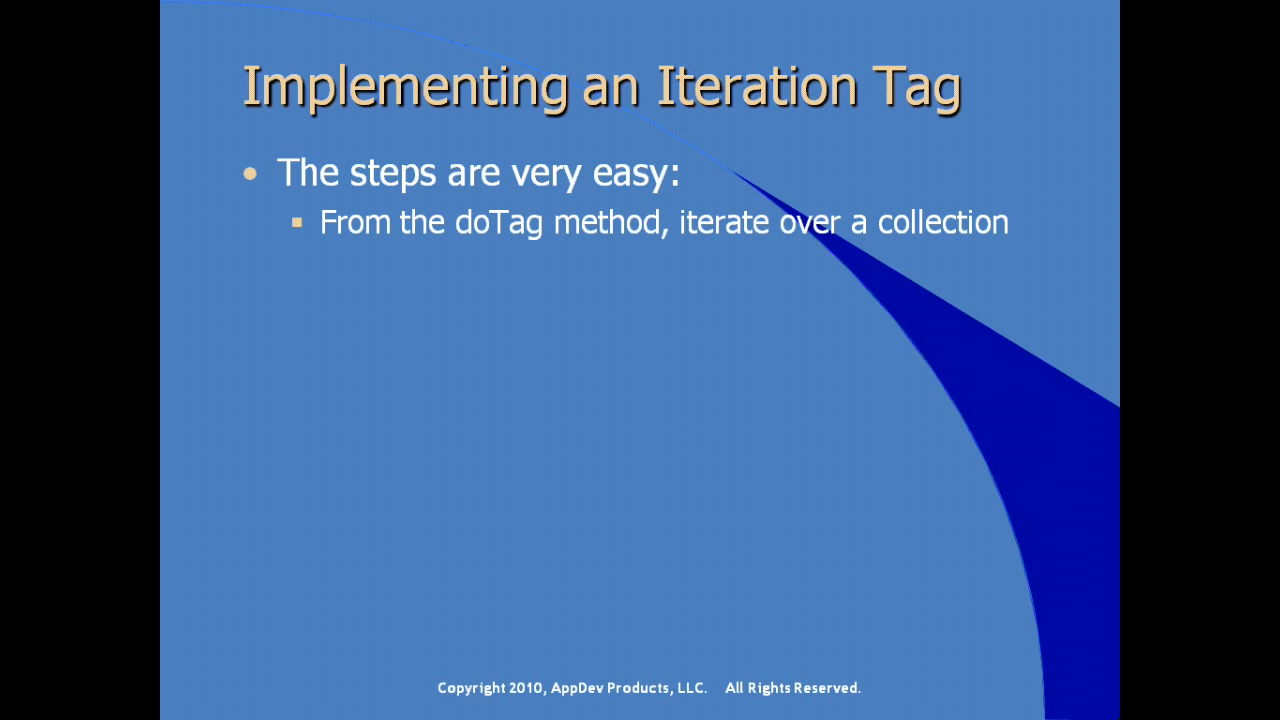 Implementing an Iteration Tag
• The steps are very easy:
▪ From the doTag method, iterate over a collection
Copyright 2010, AppDev Products, LLC. All Rights Reserved.